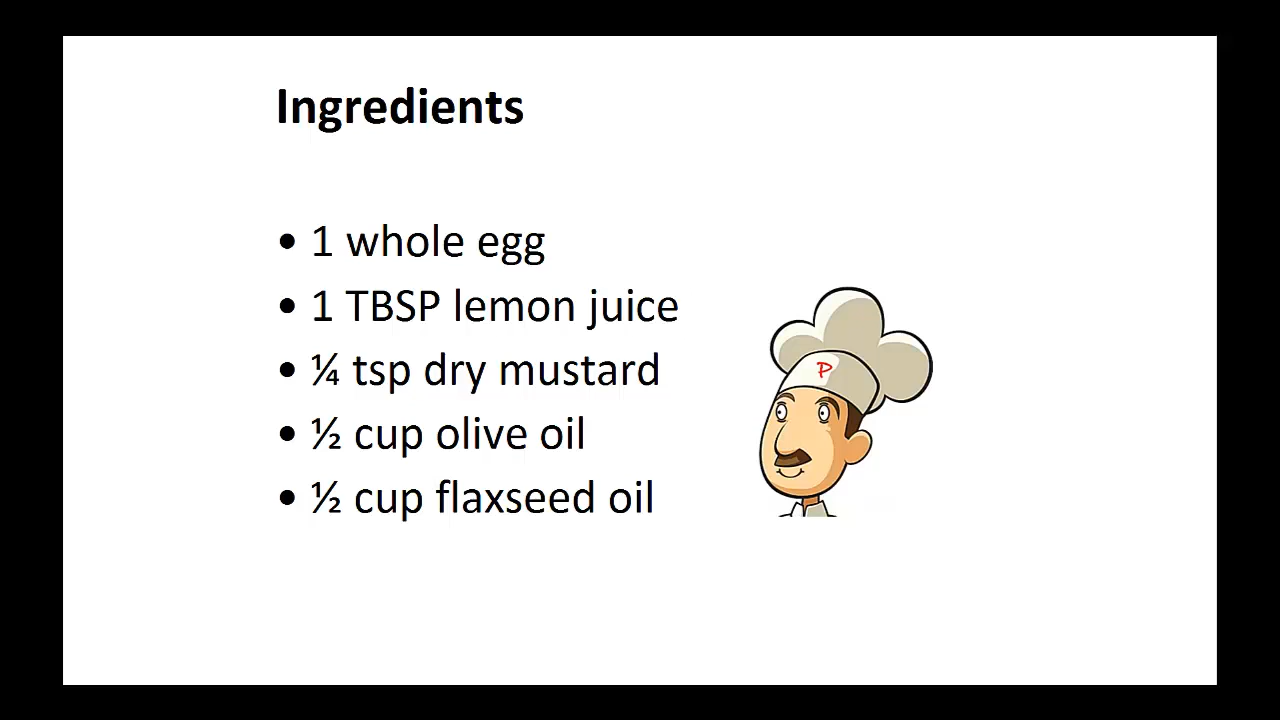 Ingredients
• 1 whole egg
• 1 TBSP lemon juice
• ¼ tsp dry mustard
• ½ cup olive oil
• ½ cup flaxseed oil
P